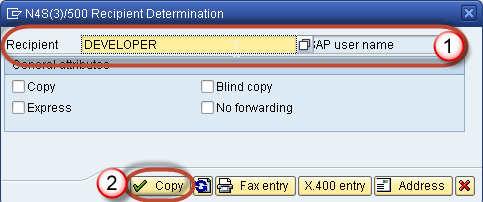 N4S(3)/500 Recipient Determination
Recipient DEVELOPER AP user name 1
General attributes
Copy Blind copy
Express No forwarding
2 Copy Fax entry X.400 entry Address